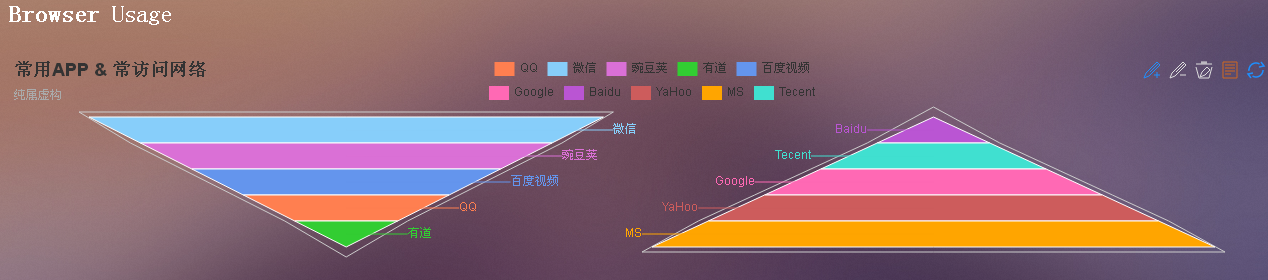 Browser Usage
常用APP & 常访问网络
纯属虚构
QQ 微信 豌豆荚 有道 百度视频
Google Baidu YaHoo MS Tecent
微信
豌豆荚
百度视频
QQ
有道
Baidu
Tecent
Google
YaHoo
MS